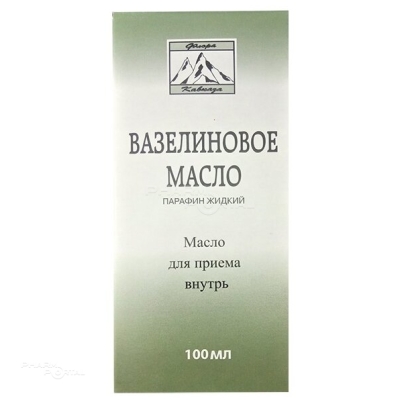 Флора
Кавказа
ВАЗЕЛИНОВОЕ
МАСЛО
ПАРАФИН ЖИДКИЙ
Масло
для приема
внутрь
100 МЛ